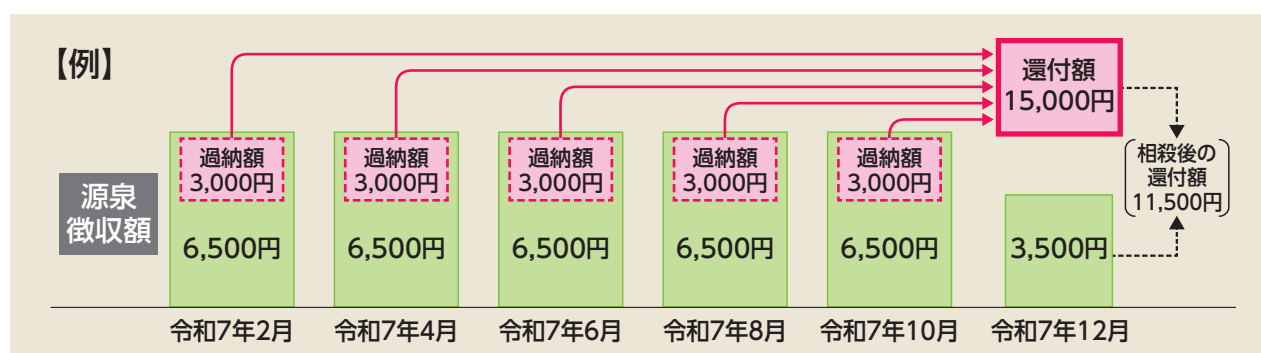 【例】
還付額
15,000円
過納額
3,000円
過納額
3,000円
過納額
3,000円
過納額
3,000円
過納額
3,000円
相殺後の
還付額
11,500円
源泉
徴収額
6,500円
6,500円
6,500円
6,500円
6,500円
3,500円
令和7年2月
令和7年4月
令和7年6月
令和7年8月
令和7年10月
令和7年12月